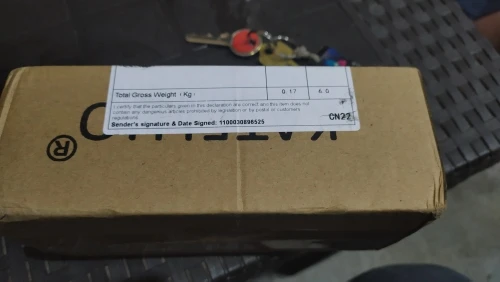 Total Gross Weight (Kg) 0.17 6.0
I certify that the particulars given in this declaration are correct and this item does not
contain any dangerous articles prohibited by legislation or by postal or customers
regulations
Sender's signature & Date Signed: 1100030896525
CN22
®